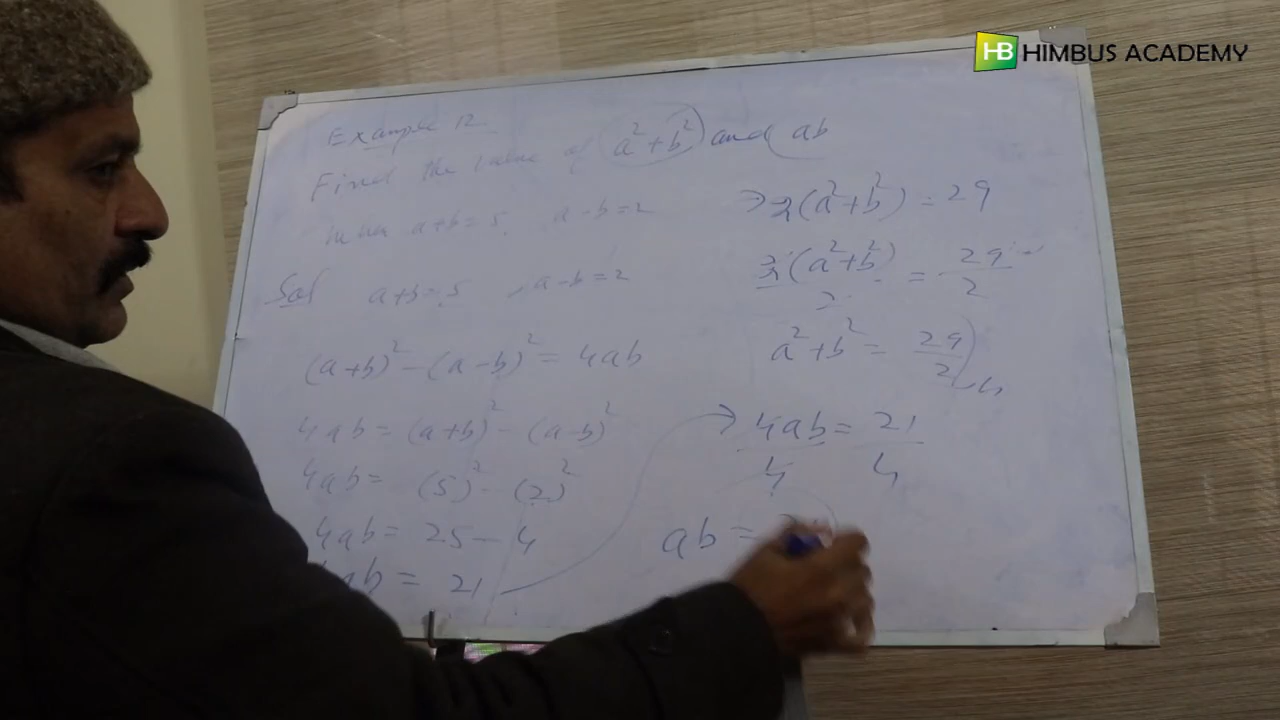 HB HIMBUS ACADEMY
Example 12.
Find the value of (a²+b²) and ab
when a+b=5, a-b=2
Sol a+b=5, a-b=2
(a+b)² - (a-b)² = 4ab
4ab = (a+b)² - (a-b)²
4ab = (5)² - (2)²
4ab = 25 - 4
ab = 21
⇒ 2(a²+b²) = 29
2(a²+b²)/2 = 29/2
a²+b² = 29/2
→ 4ab/4 = 21/4
ab =